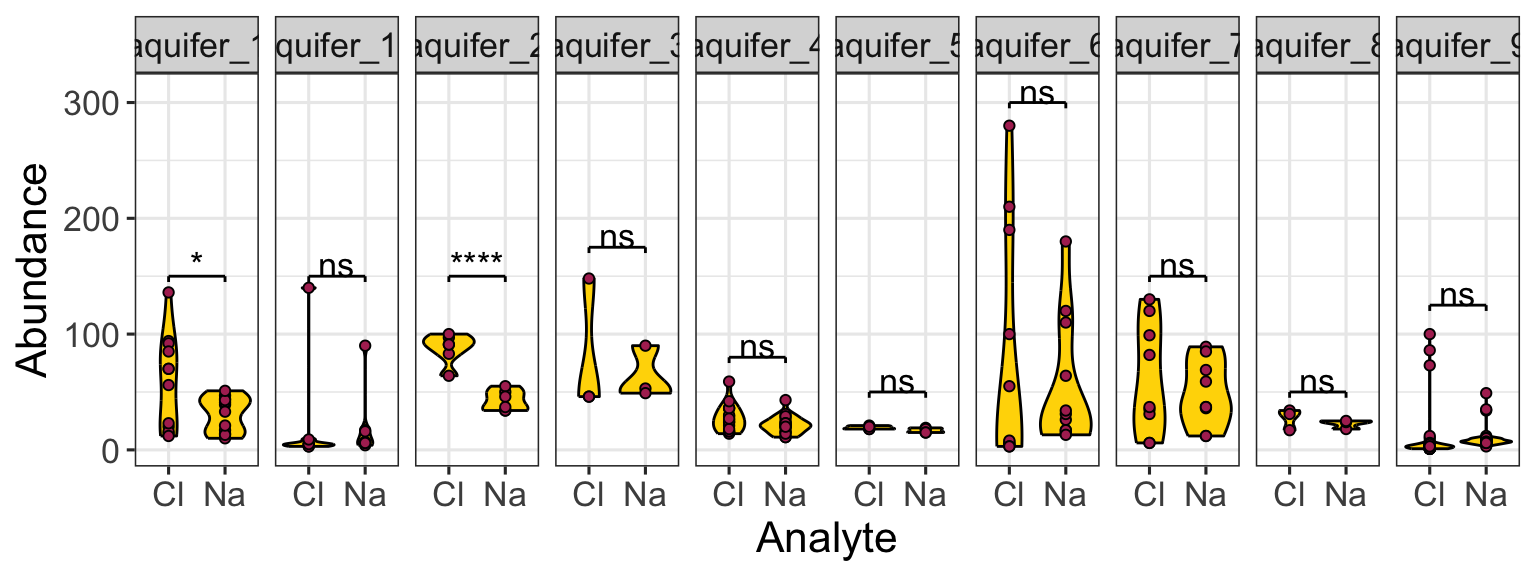 aquifer_1 quifer_1 aquifer_2 aquifer_3 aquifer_4 aquifer_5 aquifer_6 aquifer_7 aquifer_8 aquifer_9
Abundance
300
200
100
0
* ns **** ns ns ns ns ns ns ns
Cl Na Cl Na Cl Na Cl Na Cl Na Cl Na Cl Na Cl Na Cl Na Cl Na
Analyte